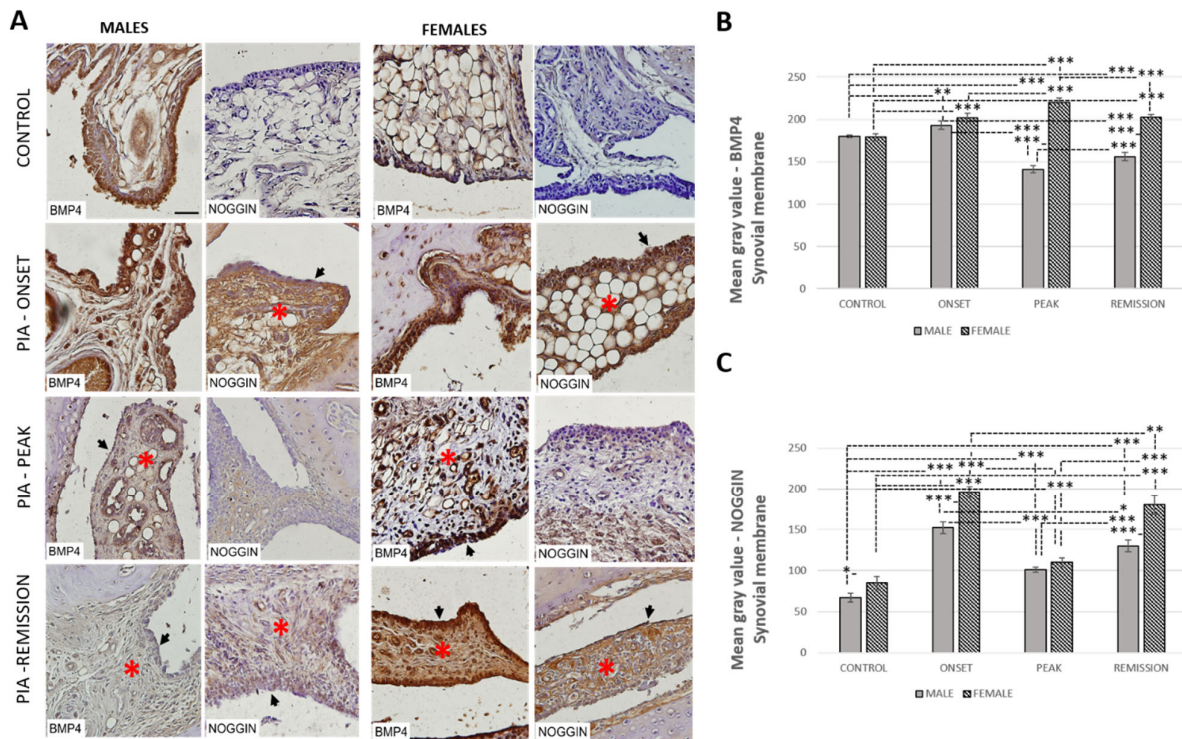 A
MALES
FEMALES
CONTROL
BMP4
NOGGIN
BMP4
NOGGIN
PIA - ONSET
BMP4
NOGGIN
BMP4
NOGGIN
PIA - PEAK
BMP4
NOGGIN
BMP4
NOGGIN
PIA -REMISSION
BMP4
NOGGIN
BMP4
NOGGIN
B
Mean gray value - BMP4
Synovial membrane
250
200
150
100
50
0
***
***
***
***
**
***
***
***
***
***
***
***
CONTROL
ONSET
PEAK
REMISSION
MALE
FEMALE
C
Mean gray value - NOGGIN
Synovial membrane
250
200
150
100
50
0
**
***
***
***
***
***
***
***
***
*
***
***
***
*
CONTROL
ONSET
PEAK
REMISSION
MALE
FEMALE